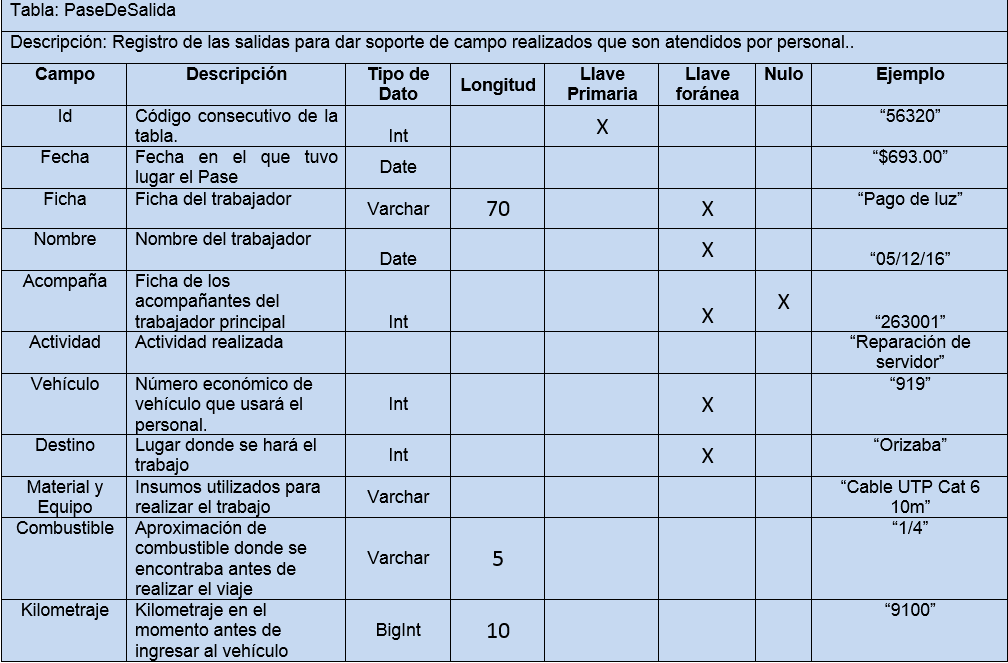 Tabla: PaseDeSalida
Descripción: Registro de las salidas para dar soporte de campo realizados que son atendidos por personal..
Campo Descripción Tipo de Dato Longitud Llave Primaria Llave foránea Nulo Ejemplo
Id Código consecutivo de la tabla. Int X “56320”
Fecha Fecha en el que tuvo lugar el Pase Date “$693.00”
Ficha Ficha del trabajador Varchar 70 X “Pago de luz”
Nombre Nombre del trabajador Date X “05/12/16”
Acompaña Ficha de los acompañantes del trabajador principal Int X X “263001”
Actividad Actividad realizada “Reparación de servidor”
Vehículo Número económico de vehículo que usará el personal. Int X “919”
Destino Lugar donde se hará el trabajo Int X “Orizaba”
Material y Equipo Insumos utilizados para realizar el trabajo Varchar “Cable UTP Cat 6 10m”
Combustible Aproximación de combustible donde se encontraba antes de realizar el viaje Varchar 5 “1/4”
Kilometraje Kilometraje en el momento antes de ingresar al vehículo BigInt 10 “9100”